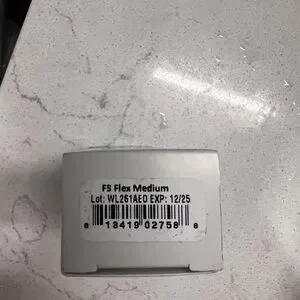 FS Flex Medium
Lot: WL261AEO EXP: 12/25
8 13419 02758 8